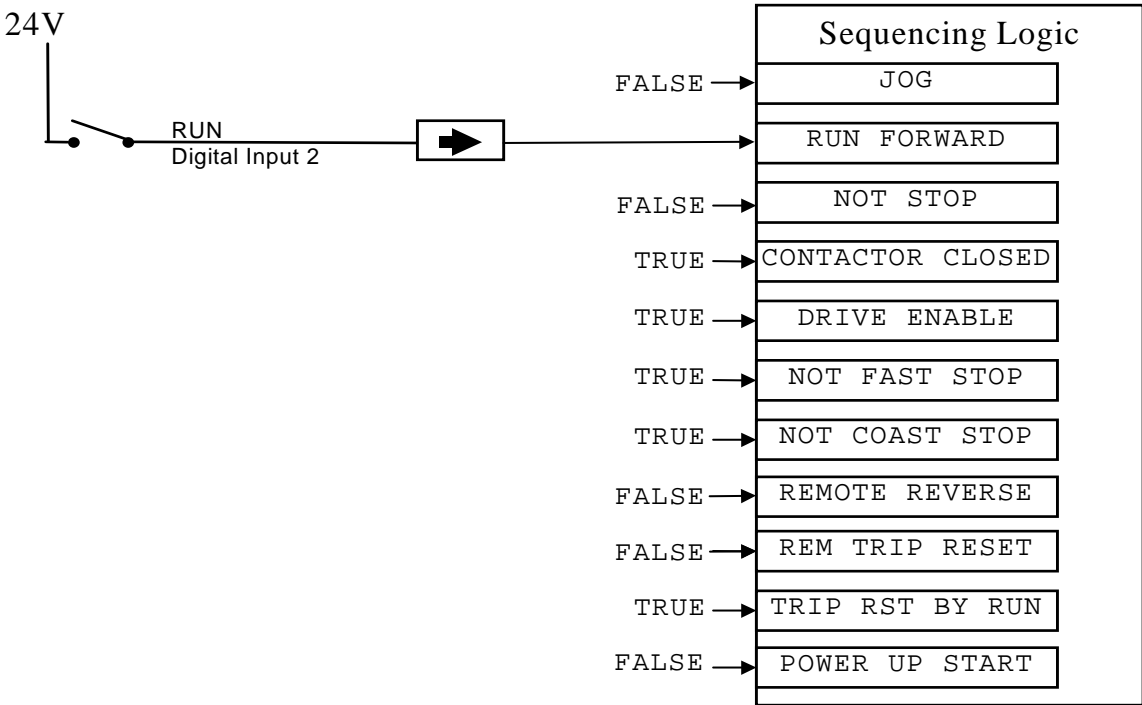 24V
Sequencing Logic
FALSE JOG
RUN
Digital Input 2
RUN FORWARD
FALSE NOT STOP
TRUE CONTACTOR CLOSED
TRUE DRIVE ENABLE
TRUE NOT FAST STOP
TRUE NOT COAST STOP
FALSE REMOTE REVERSE
FALSE REM TRIP RESET
TRUE TRIP RST BY RUN
FALSE POWER UP START